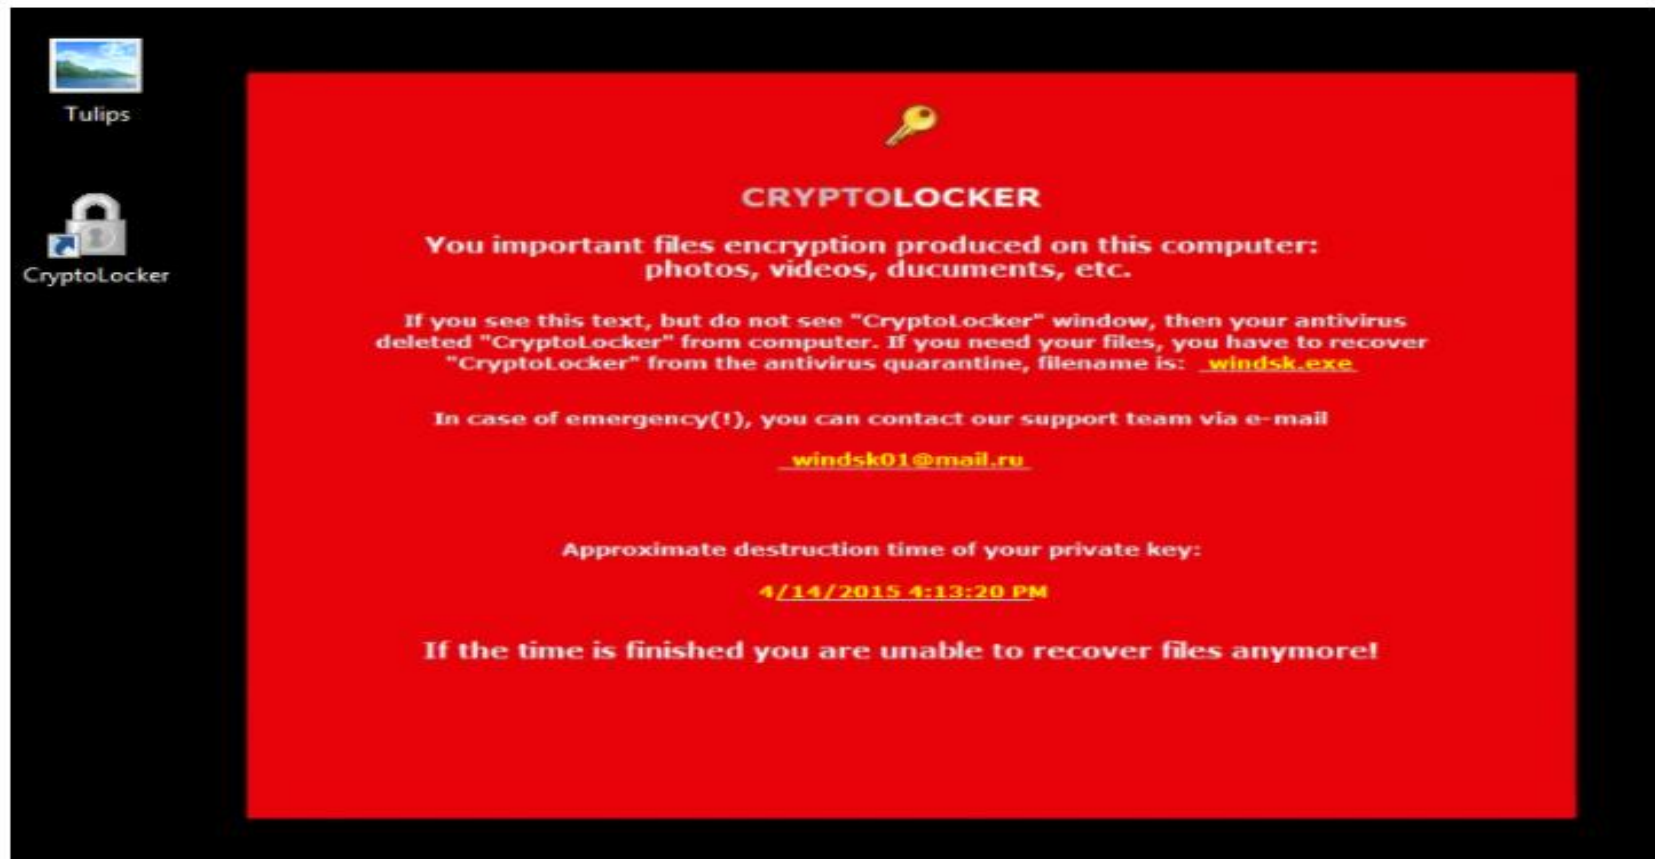 Tulips
CryptoLocker
CRYPTOLOCKER
You important files encryption produced on this computer:
photos, videos, ducuments, etc.
If you see this text, but do not see "CryptoLocker" window, then your antivirus
deleted "CryptoLocker" from computer. If you need your files, you have to recover
"CryptoLocker" from the antivirus quarantine, filename is: windsk.exe
In case of emergency(!), you can contact our support team via e-mail
windsk01@mail.ru
Approximate destruction time of your private key:
4/14/2015 4:13:20 PM
If the time is finished you are unable to recover files anymore!